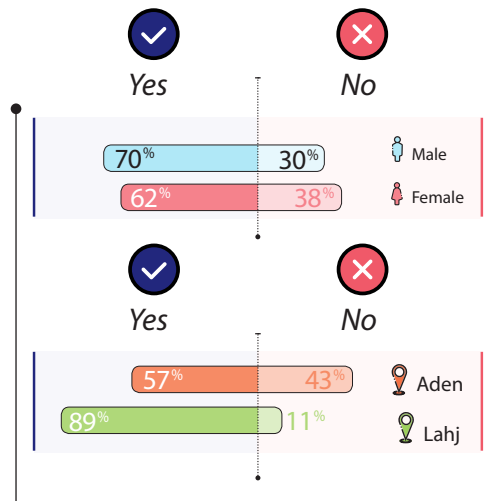 Yes No
70% 30% Male
62% 38% Female
Yes No
57% 43% Aden
89% 11% Lahj